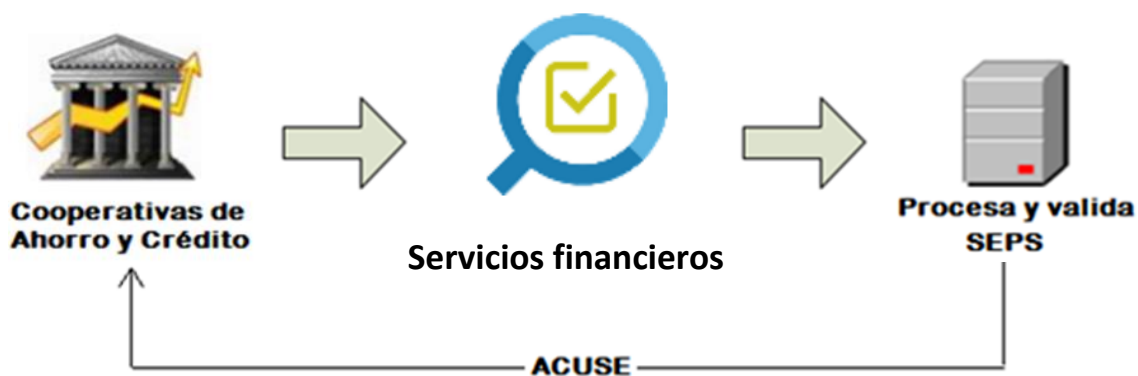 Cooperativas de
Ahorro y Crédito
Servicios financieros
Procesa y valida
SEPS
ACUSE